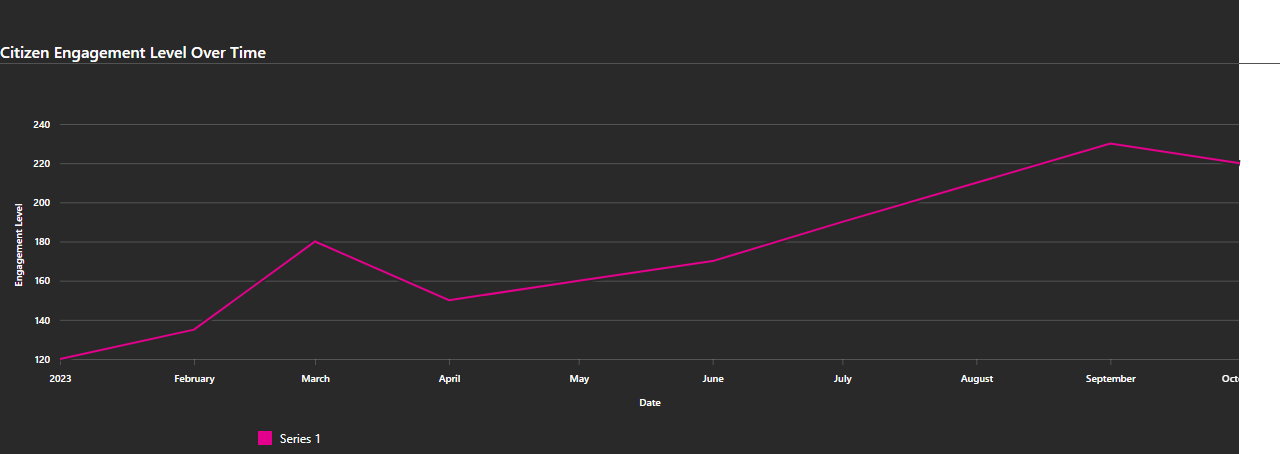 Citizen Engagement Level Over Time
240
220
200
180
160
140
120
Engagement Level
2023 February March April May June July August September Octo
Date
Series 1